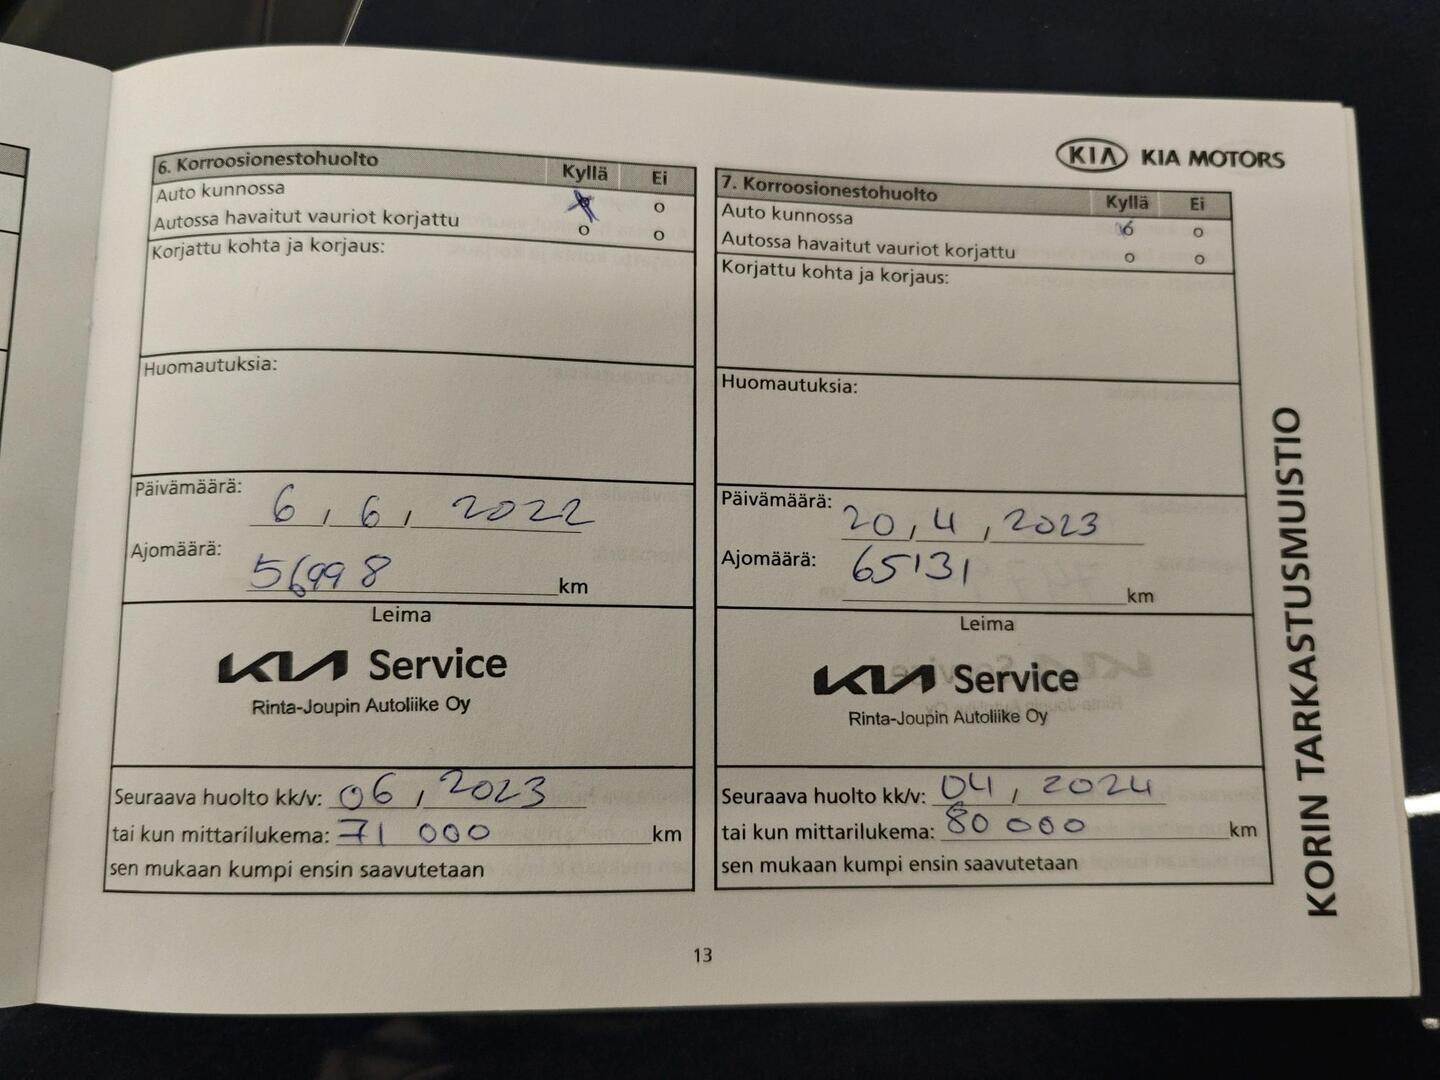 KIA KIA MOTORS
6. Korroosionestohuolto Kyllä Ei
Auto kunnossa o
Autossa havaitut vauriot korjattu o o
Korjattu kohta ja korjaus:
Huomautuksia:
Päivämäärä: 6, 6, 2022
Ajomäärä: 56998 km
Leima
KIA Service
Rinta-Joupin Autoliike Oy
Seuraava huolto kk/v: 06, 2023
tai kun mittarilukema: 71 000 km
sen mukaan kumpi ensin saavutetaan
7. Korroosionestohuolto Kyllä Ei
Auto kunnossa o
Autossa havaitut vauriot korjattu o o
Korjattu kohta ja korjaus:
Huomautuksia:
Päivämäärä: 20, 4, 2023
Ajomäärä: 65131 km
Leima
KIA Service
Rinta-Joupin Autoliike Oy
Seuraava huolto kk/v: 04, 2024
tai kun mittarilukema: 80 000 km
sen mukaan kumpi ensin saavutetaan
KORIN TARKASTUSMUISTIO
13